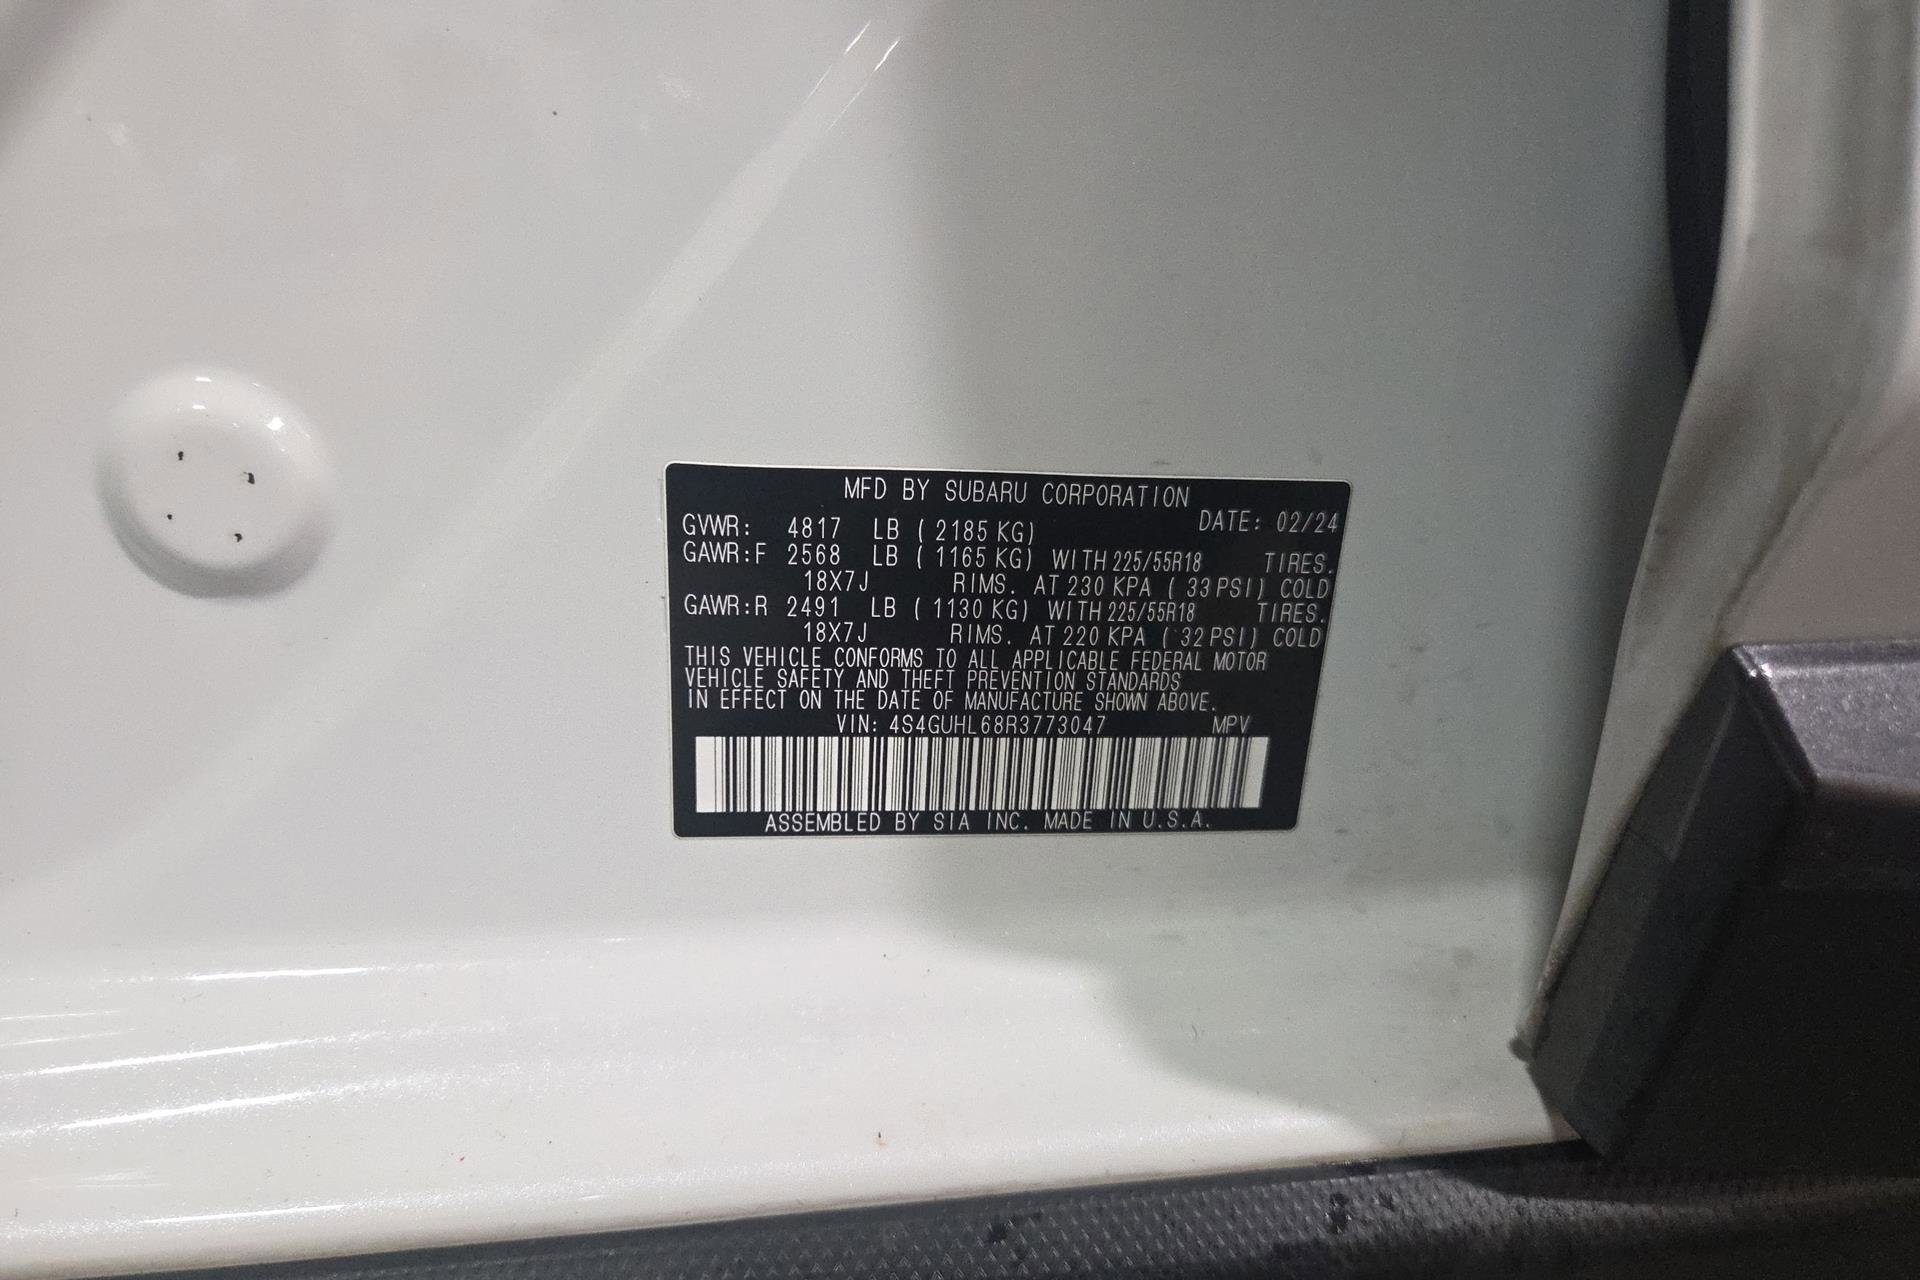 MFD BY SUBARU CORPORATION
DATE: 02/24
GVWR: 4817 LB ( 2185 KG)
GAWR:F 2568 LB ( 1165 KG) WITH 225/55R18 TIRES.
18X7J RIMS. AT 230 KPA ( 33 PSI) COLD
GAWR:R 2491 LB ( 1130 KG) WITH 225/55R18 TIRES.
18X7J RIMS. AT 220 KPA ( 32 PSI) COLD
THIS VEHICLE CONFORMS TO ALL APPLICABLE FEDERAL MOTOR
VEHICLE SAFETY AND THEFT PREVENTION STANDARDS
IN EFFECT ON THE DATE OF MANUFACTURE SHOWN ABOVE.
VIN: 4S4GUHL68R3773047 MPV
ASSEMBLED BY SIA INC. MADE IN U.S.A.